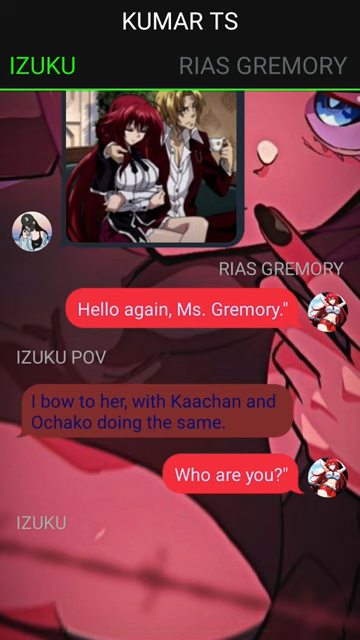 KUMAR TS
IZUKU
RIAS GREMORY
RIAS GREMORY
Hello again, Ms. Gremory."
IZUKU POV
I bow to her, with Kaachan and
Ochako doing the same.
Who are you?"
IZUKU